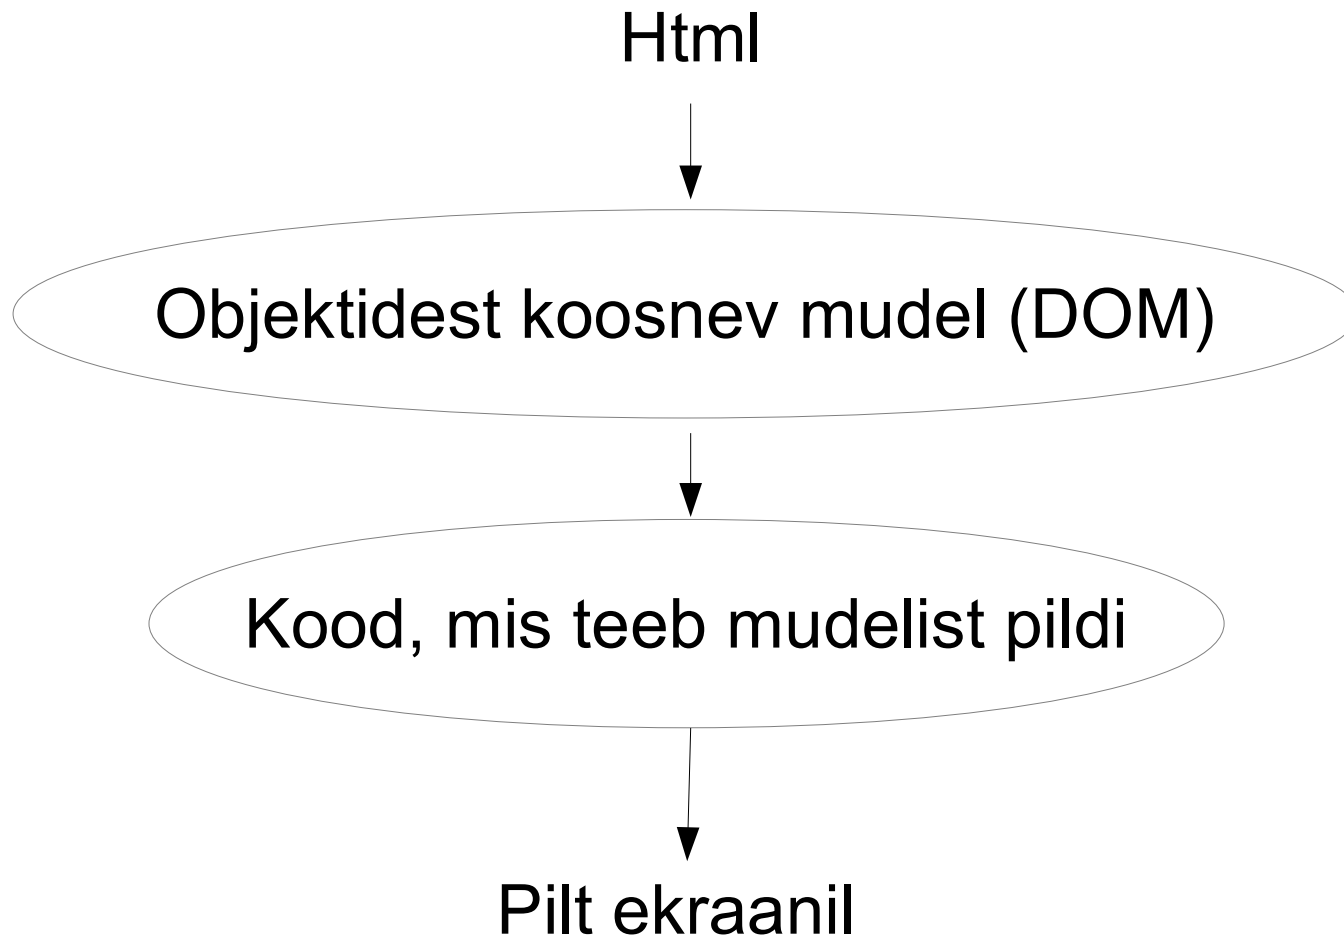 Html
Objektidest koosnev mudel (DOM)
Kood, mis teeb mudelist pildi
Pilt ekraanil